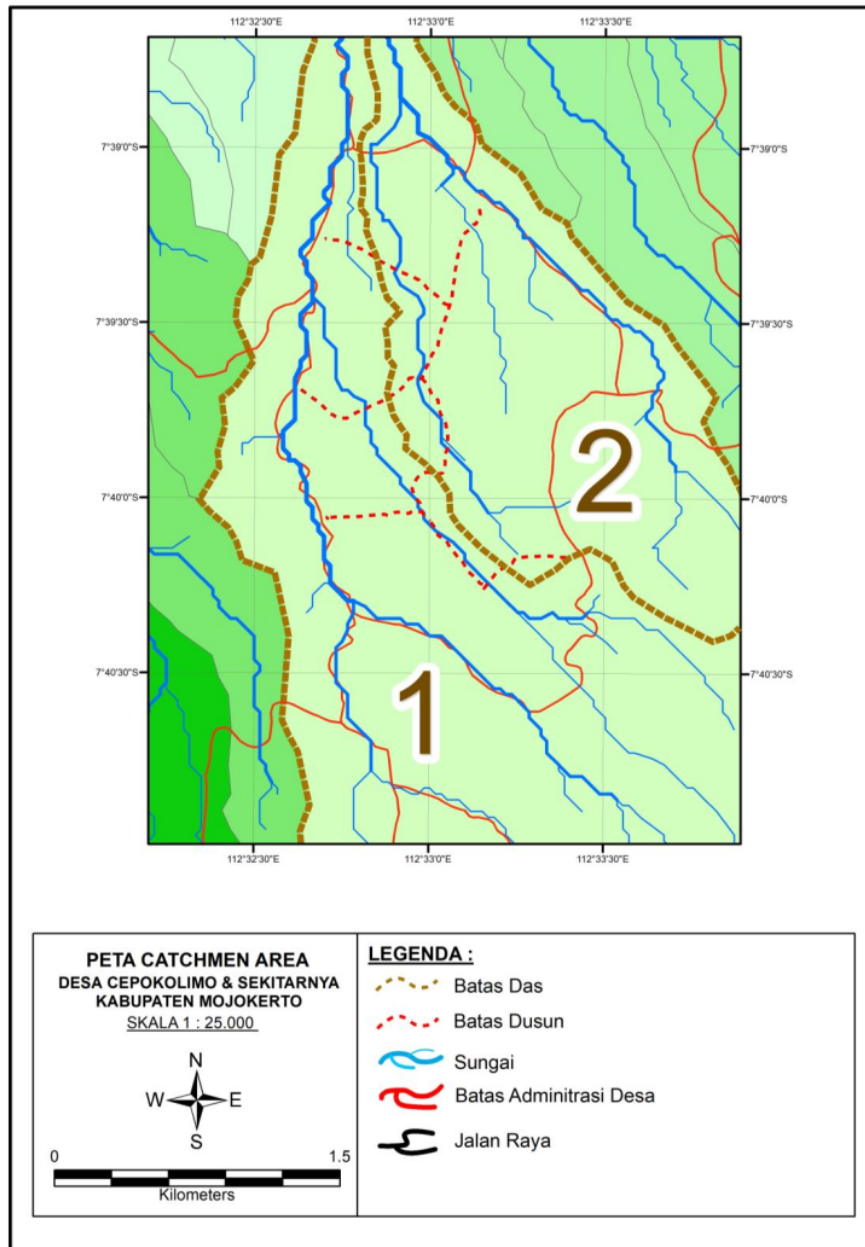 112°32'30"E 112°33'0"E 112°33'30"E
7°39'0"S 7°39'0"S
7°39'30"S 7°39'30"S
2
7°40'0"S 7°40'0"S
7°40'30"S 7°40'30"S
1
112°32'30"E 112°33'0"E 112°33'30"E
PETA CATCHMEN AREA
DESA CEPOKOLIMO & SEKITARNYA
KABUPATEN MOJOKERTO
SKALA 1 : 25.000
N
W E
S
0 1.5
Kilometers
LEGENDA :
Batas Das
Batas Dusun
Sungai
Batas Adminitrasi Desa
Jalan Raya